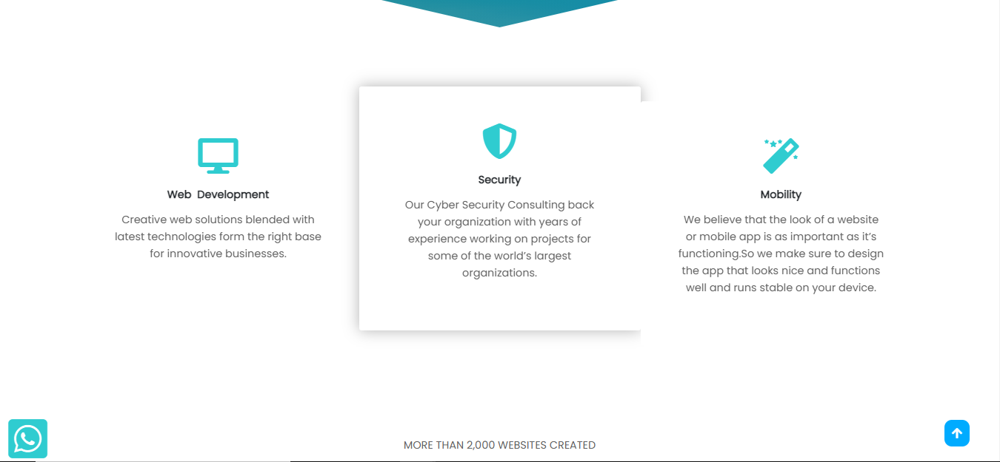 Web  Development
Creative web solutions blended with
latest technologies form the right base
for innovative businesses.
Security
Our Cyber Security Consulting back
your organization with years of
experience working on projects for
some of the world’s largest
organizations.
Mobility
We believe that the look of a website
or mobile app is as important as it’s
functioning.So we make sure to design
the app that looks nice and functions
well and runs stable on your device.
MORE THAN 2,000 WEBSITES CREATED